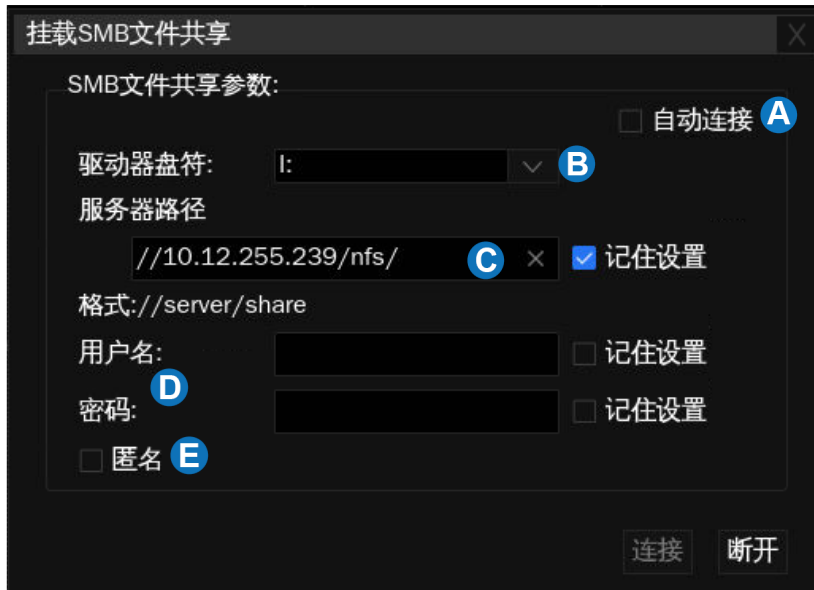 挂载SMB文件共享 X
SMB文件共享参数:
自动连接 A
驱动器盘符: I: B
服务器路径
//10.12.255.239/nfs/ C × 记住设置
格式://server/share
用户名: 记住设置
D
密码: 记住设置
匿名 E
连接 断开